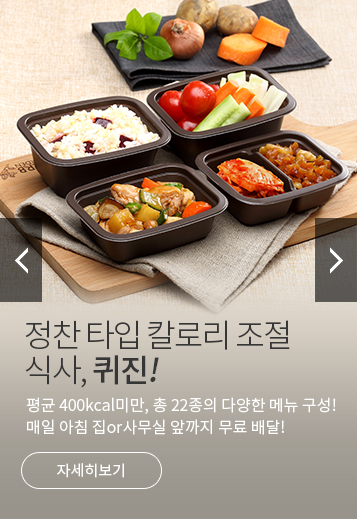 정찬 타입 칼로리 조절
식사, 퀴진!
평균 400kcal미만, 총 22종의 다양한 메뉴 구성!
매일 아침 집or사무실 앞까지 무료 배달!
자세히보기